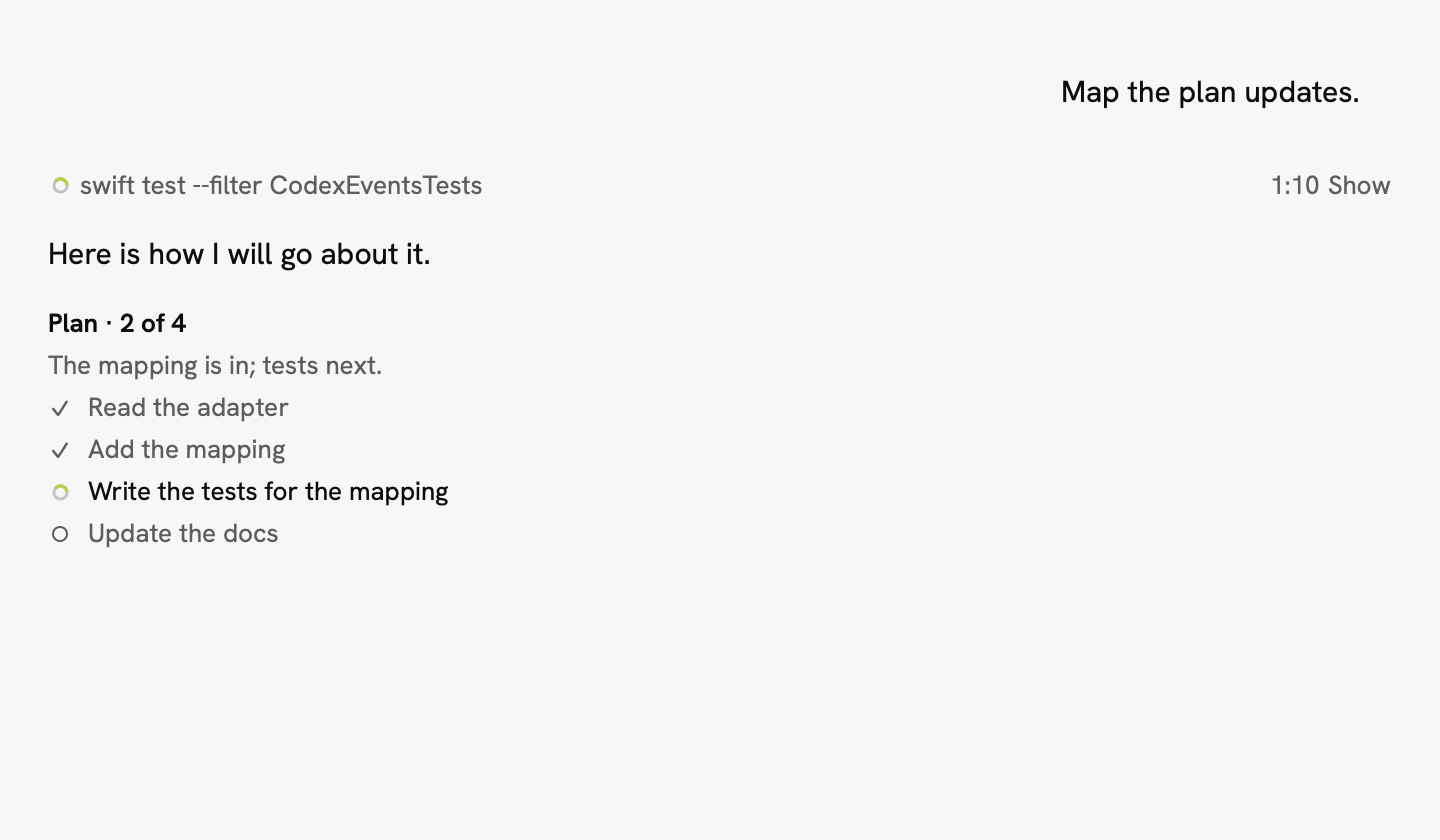 Map the plan updates.
swift test --filter CodexEventsTests 1:10 Show
Here is how I will go about it.
Plan · 2 of 4
The mapping is in; tests next.
Read the adapter
Add the mapping
Write the tests for the mapping
Update the docs